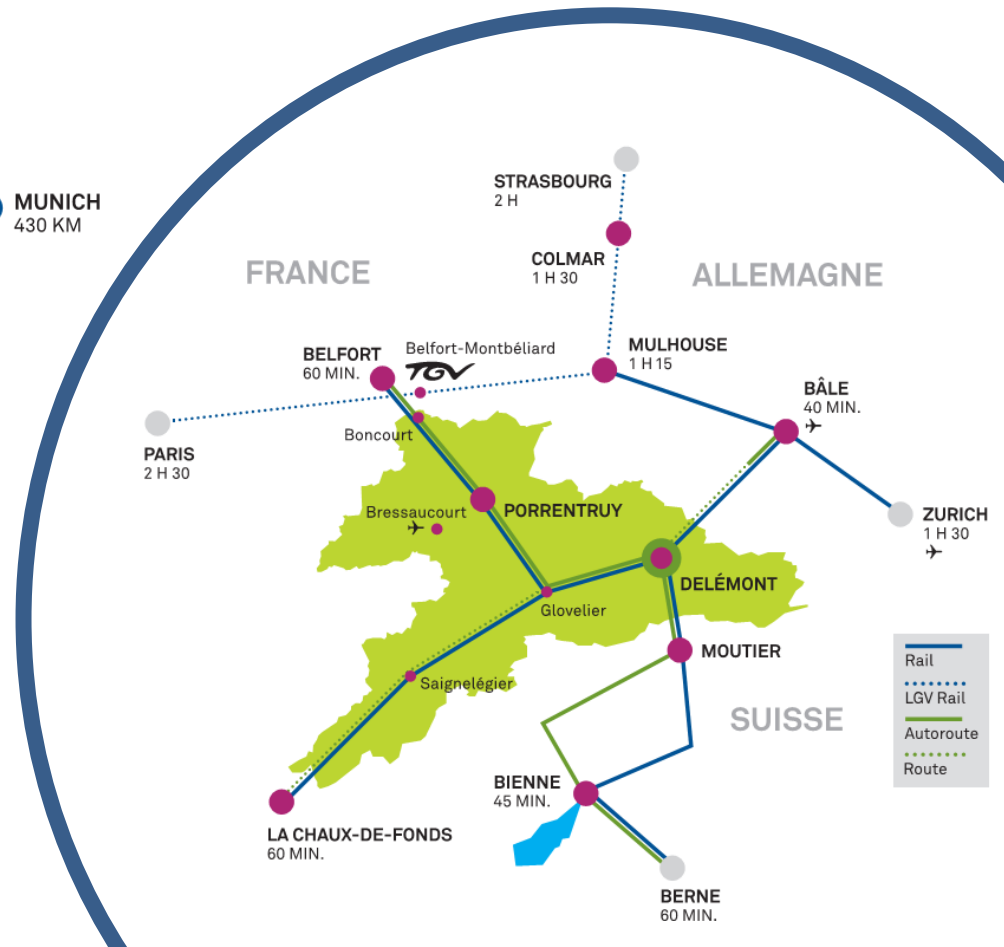 MUNICH
430 KM
STRASBOURG
2 H
COLMAR
1 H 30
FRANCE
ALLEMAGNE
MULHOUSE
1 H 15
Belfort-Montbéliard
TGV
BELFORT
60 MIN.
BÂLE
40 MIN.
Boncourt
PARIS
2 H 30
Bressaucourt
PORRENTRUY
ZURICH
1 H 30
DELÉMONT
Glovelier
MOUTIER
Saignelégier
SUISSE
Rail
LGV Rail
Autoroute
Route
BIENNE
45 MIN.
LA CHAUX-DE-FONDS
60 MIN.
BERNE
60 MIN.